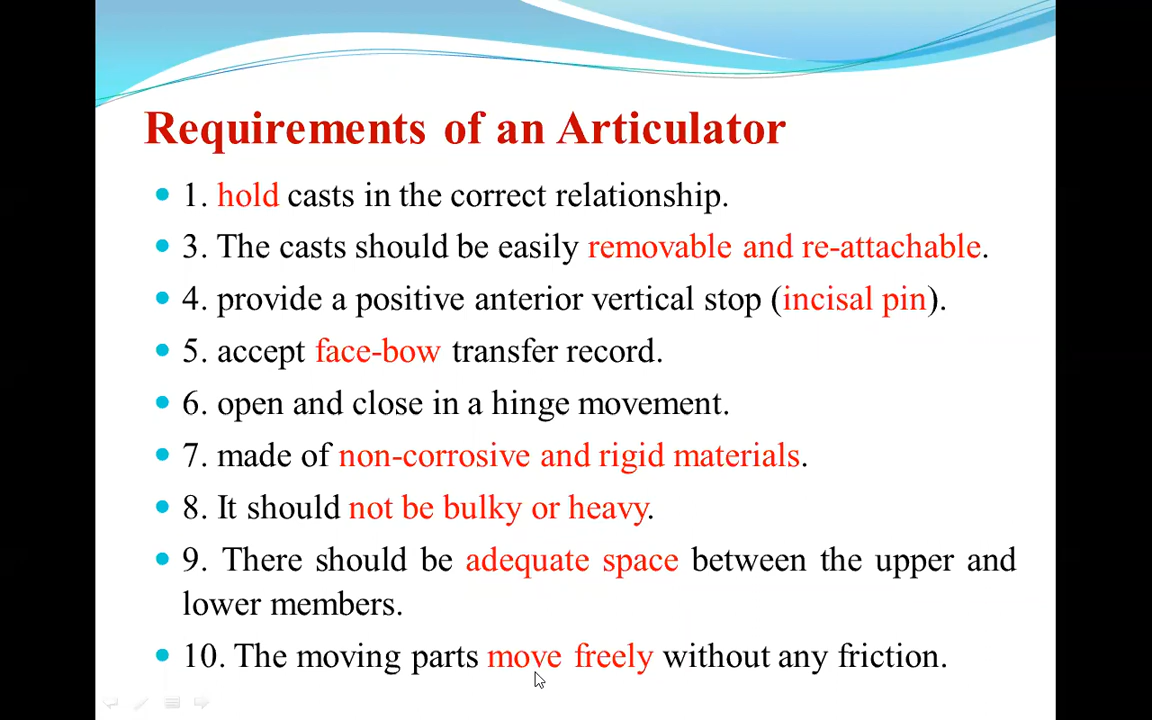 Requirements of an Articulator
1. hold casts in the correct relationship.
3. The casts should be easily removable and re-attachable.
4. provide a positive anterior vertical stop (incisal pin).
5. accept face-bow transfer record.
6. open and close in a hinge movement.
7. made of non-corrosive and rigid materials.
8. It should not be bulky or heavy.
9. There should be adequate space between the upper and
lower members.
10. The moving parts move freely without any friction.